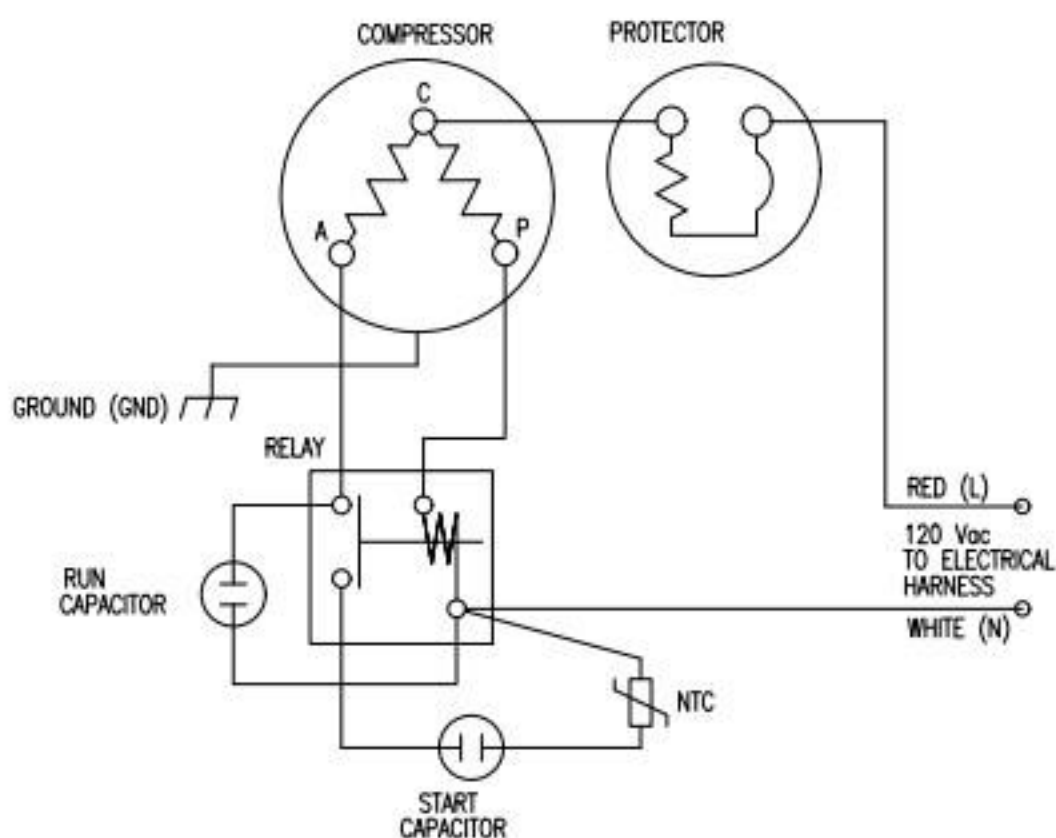 COMPRESSOR
PROTECTOR
C
A
P
GROUND (GND)
RELAY
RED (L)
120 Vac
TO ELECTRICAL
HARNESS
RUN
CAPACITOR
WHITE (N)
NTC
START
CAPACITOR